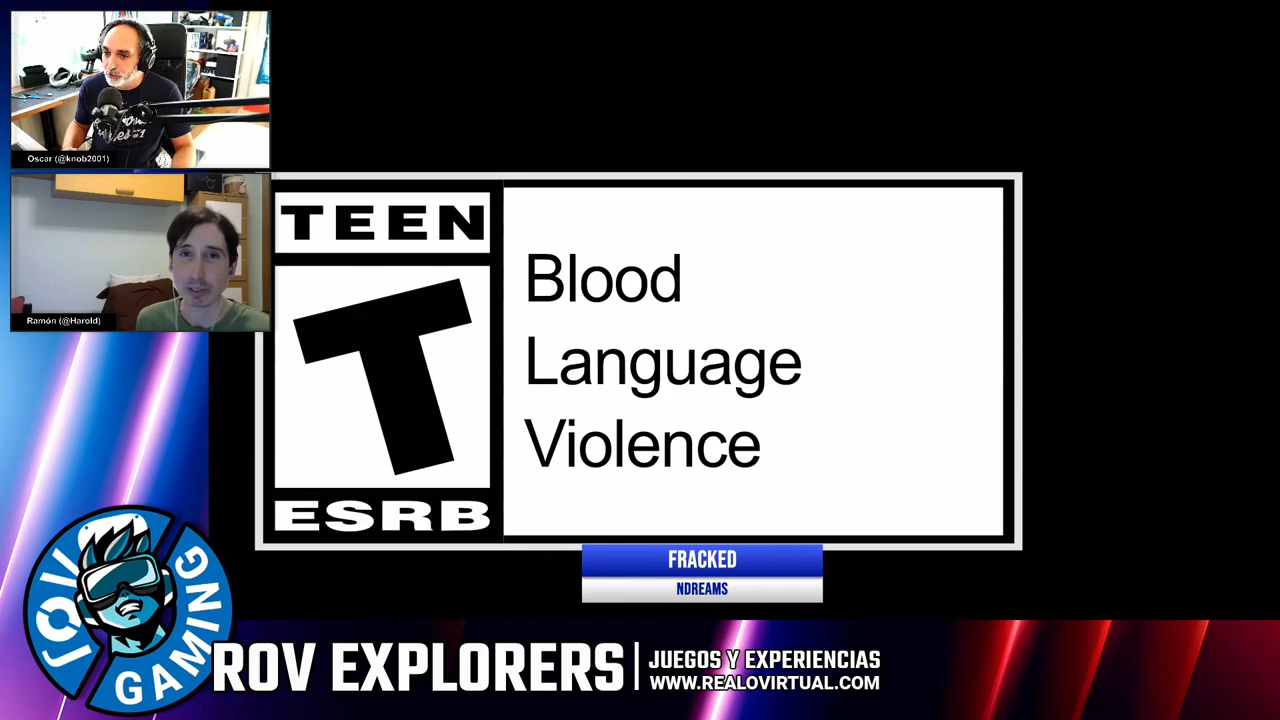 Oscar (@knob2001)
Ramón (@Harold)
TEEN
T
ESRB
Blood
Language
Violence
FRACKED
NDREAMS
ROV
GAMING
ROV EXPLORERS
JUEGOS Y EXPERIENCIAS
WWW.REALOVIRTUAL.COM